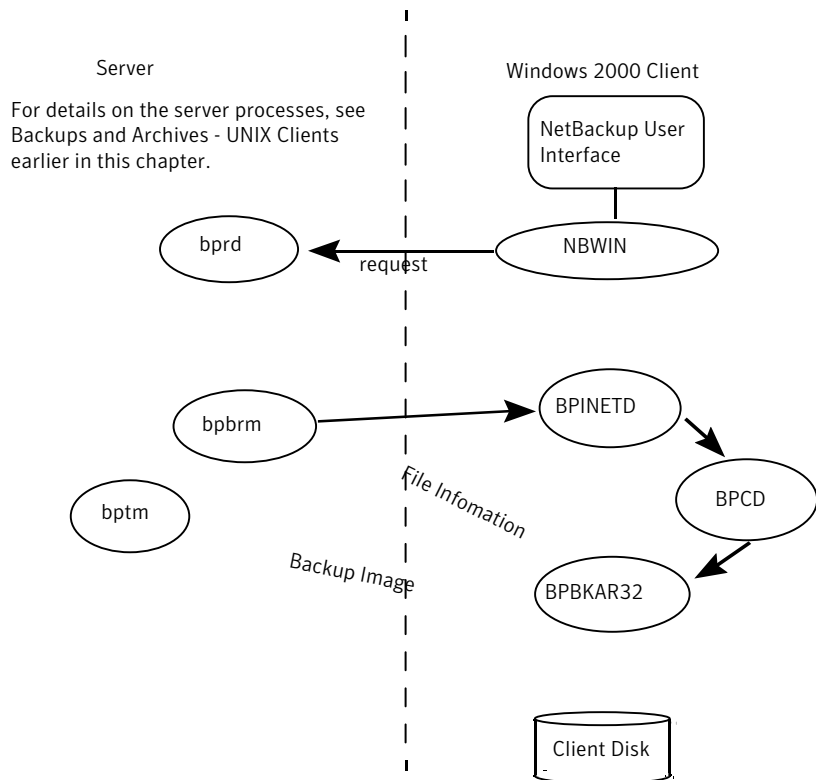 Server
Windows 2000 Client
For details on the server processes, see
Backups and Archives - UNIX Clients
earlier in this chapter.
NetBackup User
Interface
bprd
NBWIN
request
bpbrm
BPINETD
File Infomation
bptm
BPCD
Backup Image
BPBKAR32
Client Disk